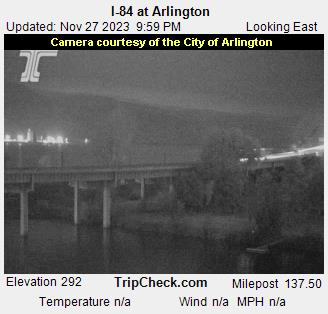 I-84 at Arlington
Updated: Nov 27 2023 9:59 PM Looking East
Camera courtesy of the City of Arlington
Elevation 292 TripCheck.com Milepost 137.50
Temperature n/a Wind n/a MPH n/a